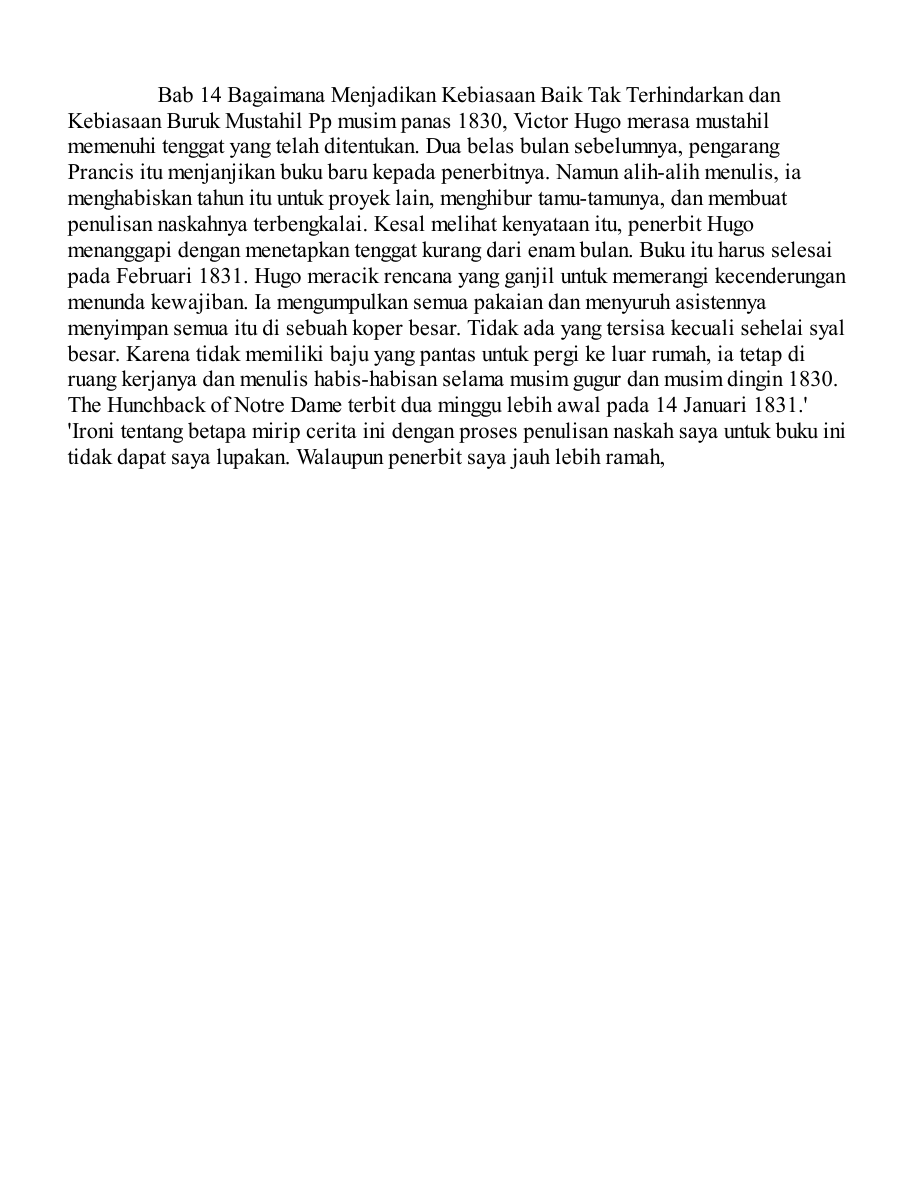 Bab 14 Bagaimana Menjadikan Kebiasaan Baik Tak Terhindarkan dan
Kebiasaan Buruk Mustahil Pp musim panas 1830, Victor Hugo merasa mustahil
memenuhi tenggat yang telah ditentukan. Dua belas bulan sebelumnya, pengarang
Prancis itu menjanjikan buku baru kepada penerbitnya. Namun alih-alih menulis, ia
menghabiskan tahun itu untuk proyek lain, menghibur tamu-tamunya, dan membuat
penulisan naskahnya terbengkalai. Kesal melihat kenyataan itu, penerbit Hugo
menanggapi dengan menetapkan tenggat kurang dari enam bulan. Buku itu harus selesai
pada Februari 1831. Hugo meracik rencana yang ganjil untuk memerangi kecenderungan
menunda kewajiban. Ia mengumpulkan semua pakaian dan menyuruh asistennya
menyimpan semua itu di sebuah koper besar. Tidak ada yang tersisa kecuali sehelai syal
besar. Karena tidak memiliki baju yang pantas untuk pergi ke luar rumah, ia tetap di
ruang kerjanya dan menulis habis-habisan selama musim gugur dan musim dingin 1830.
The Hunchback of Notre Dame terbit dua minggu lebih awal pada 14 Januari 1831.'
'Ironi tentang betapa mirip cerita ini dengan proses penulisan naskah saya untuk buku ini
tidak dapat saya lupakan. Walaupun penerbit saya jauh lebih ramah,